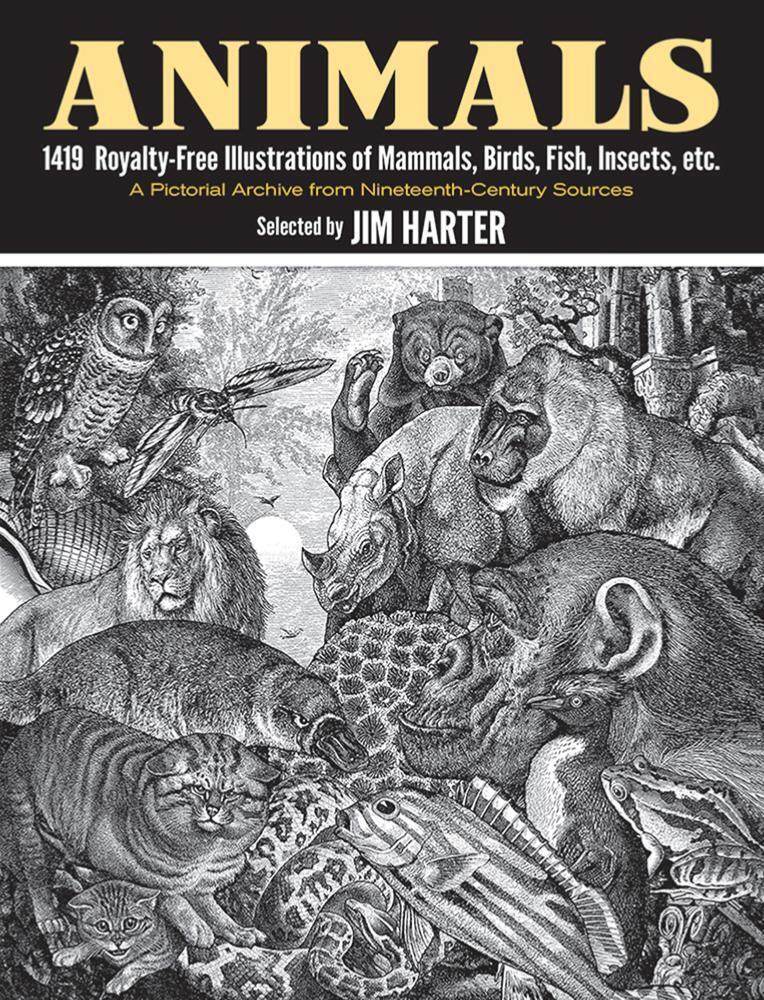 ANIMALS
1419 Royalty-Free Illustrations of Mammals, Birds, Fish, Insects, etc.
A Pictorial Archive from Nineteenth-Century Sources
Selected by JIM HARTER